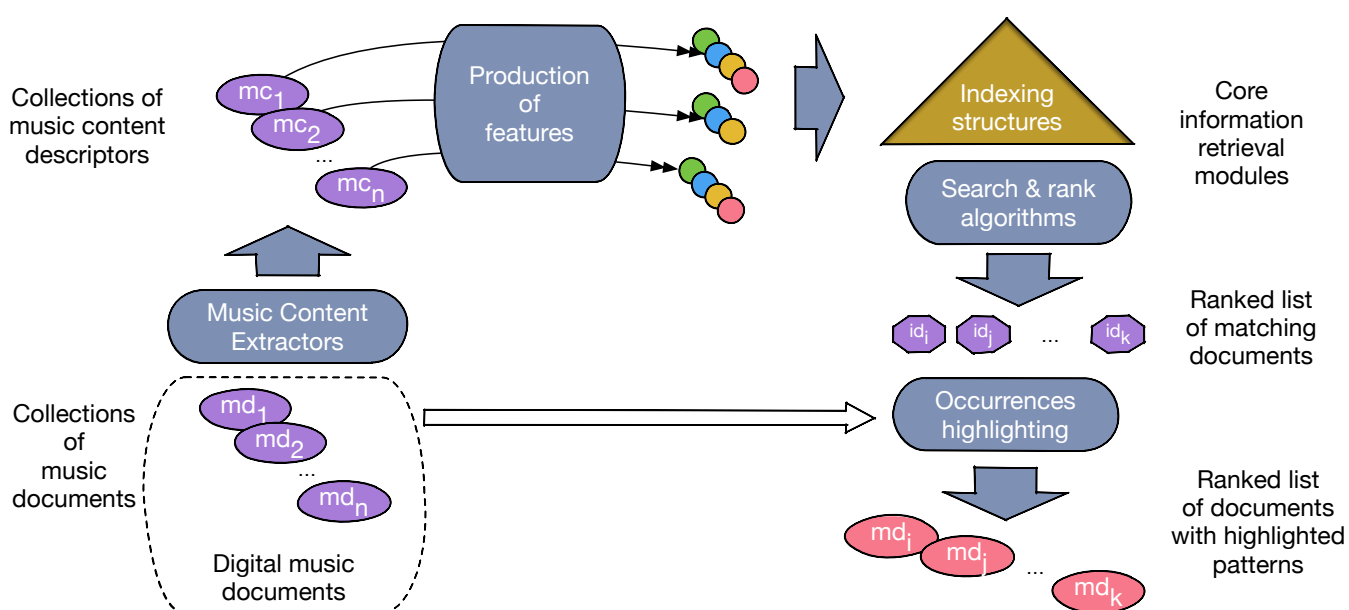 Collections of
music content
descriptors
mc1
mc2
...
mcn
Production
of
features
Indexing
structures
Core
information
retrieval
modules
Search & rank
algorithms
Music Content
Extractors
Ranked list
of matching
documents
idi
idj
...
idk
Collections
of
music
documents
md1
md2
...
mdn
Digital music
documents
Occurrences
highlighting
Ranked list
of documents
with highlighted
patterns
mdi
mdj
...
mdk